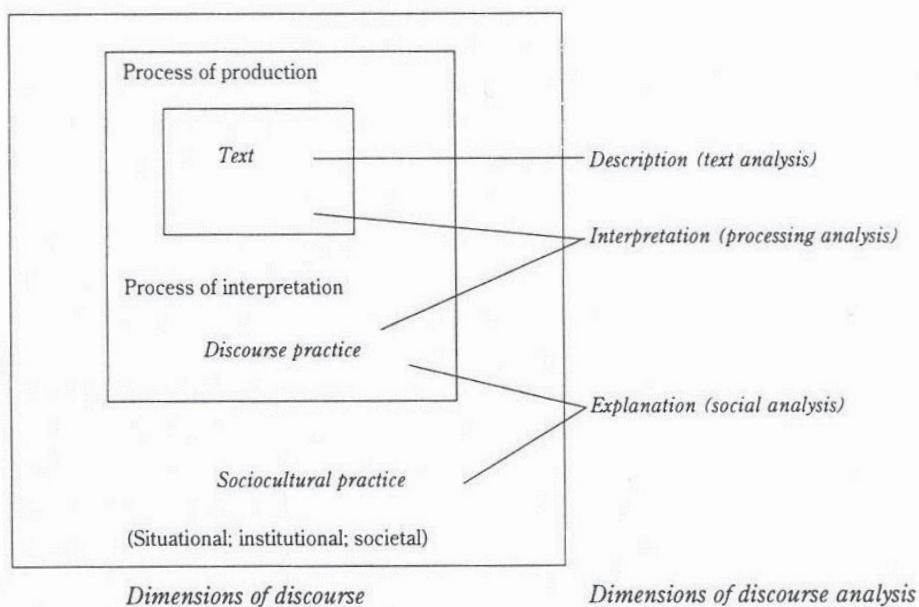 Process of production
Text
Description (text analysis)
Interpretation (processing analysis)
Process of interpretation
Discourse practice
Explanation (social analysis)
Sociocultural practice
(Situational; institutional; societal)
Dimensions of discourse
Dimensions of discourse analysis